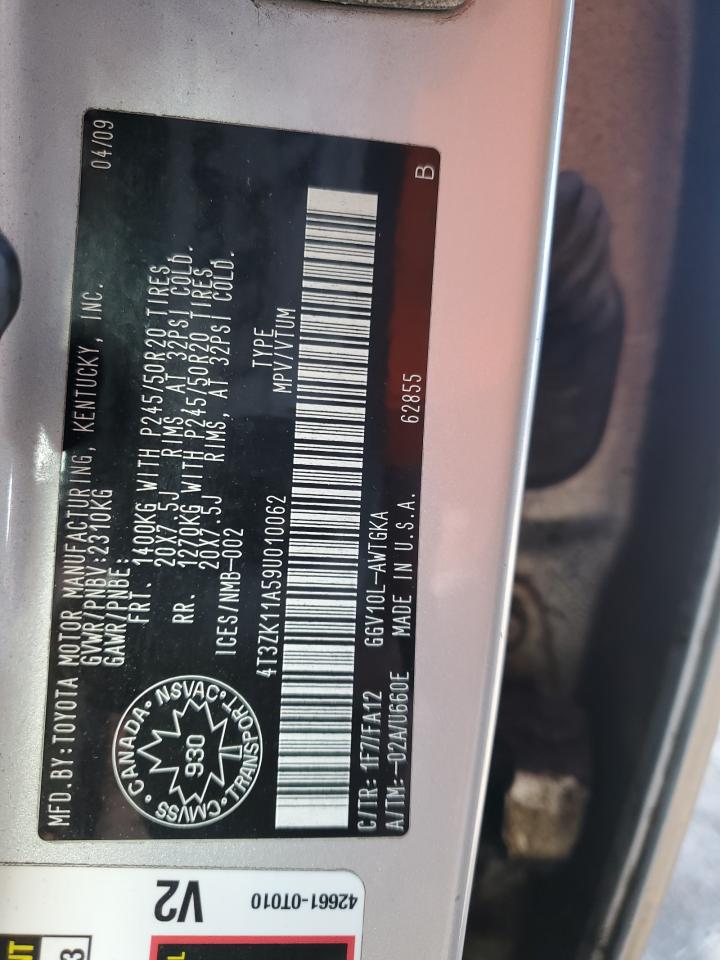 MFD. BY: TOYOTA MOTOR MANUFACTURING, KENTUCKY, INC. 04/09
GVWR/PNBV:2310KG
GAWR/PNBE:
FRT. 1400KG WITH P245/50R20 TIRES,
20X7.5J RIMS, AT 32PSI COLD.
RR. 1270KG WITH P245/50R20 TIRES,
20X7.5J RIMS, AT 32PSI COLD.
ICES/NMB-002
TYPE
4T3ZK11A59U010062 MPV/VTUM
CANADA • NSVAC • TRANSPORT • CMVSS •
930
C/TR: 1F7/FA12 GGV10L-AWTGKA
A/TM: -02A/U660E MADE IN U.S.A. 62855 B
42661-0T010
V2
NT
3
L